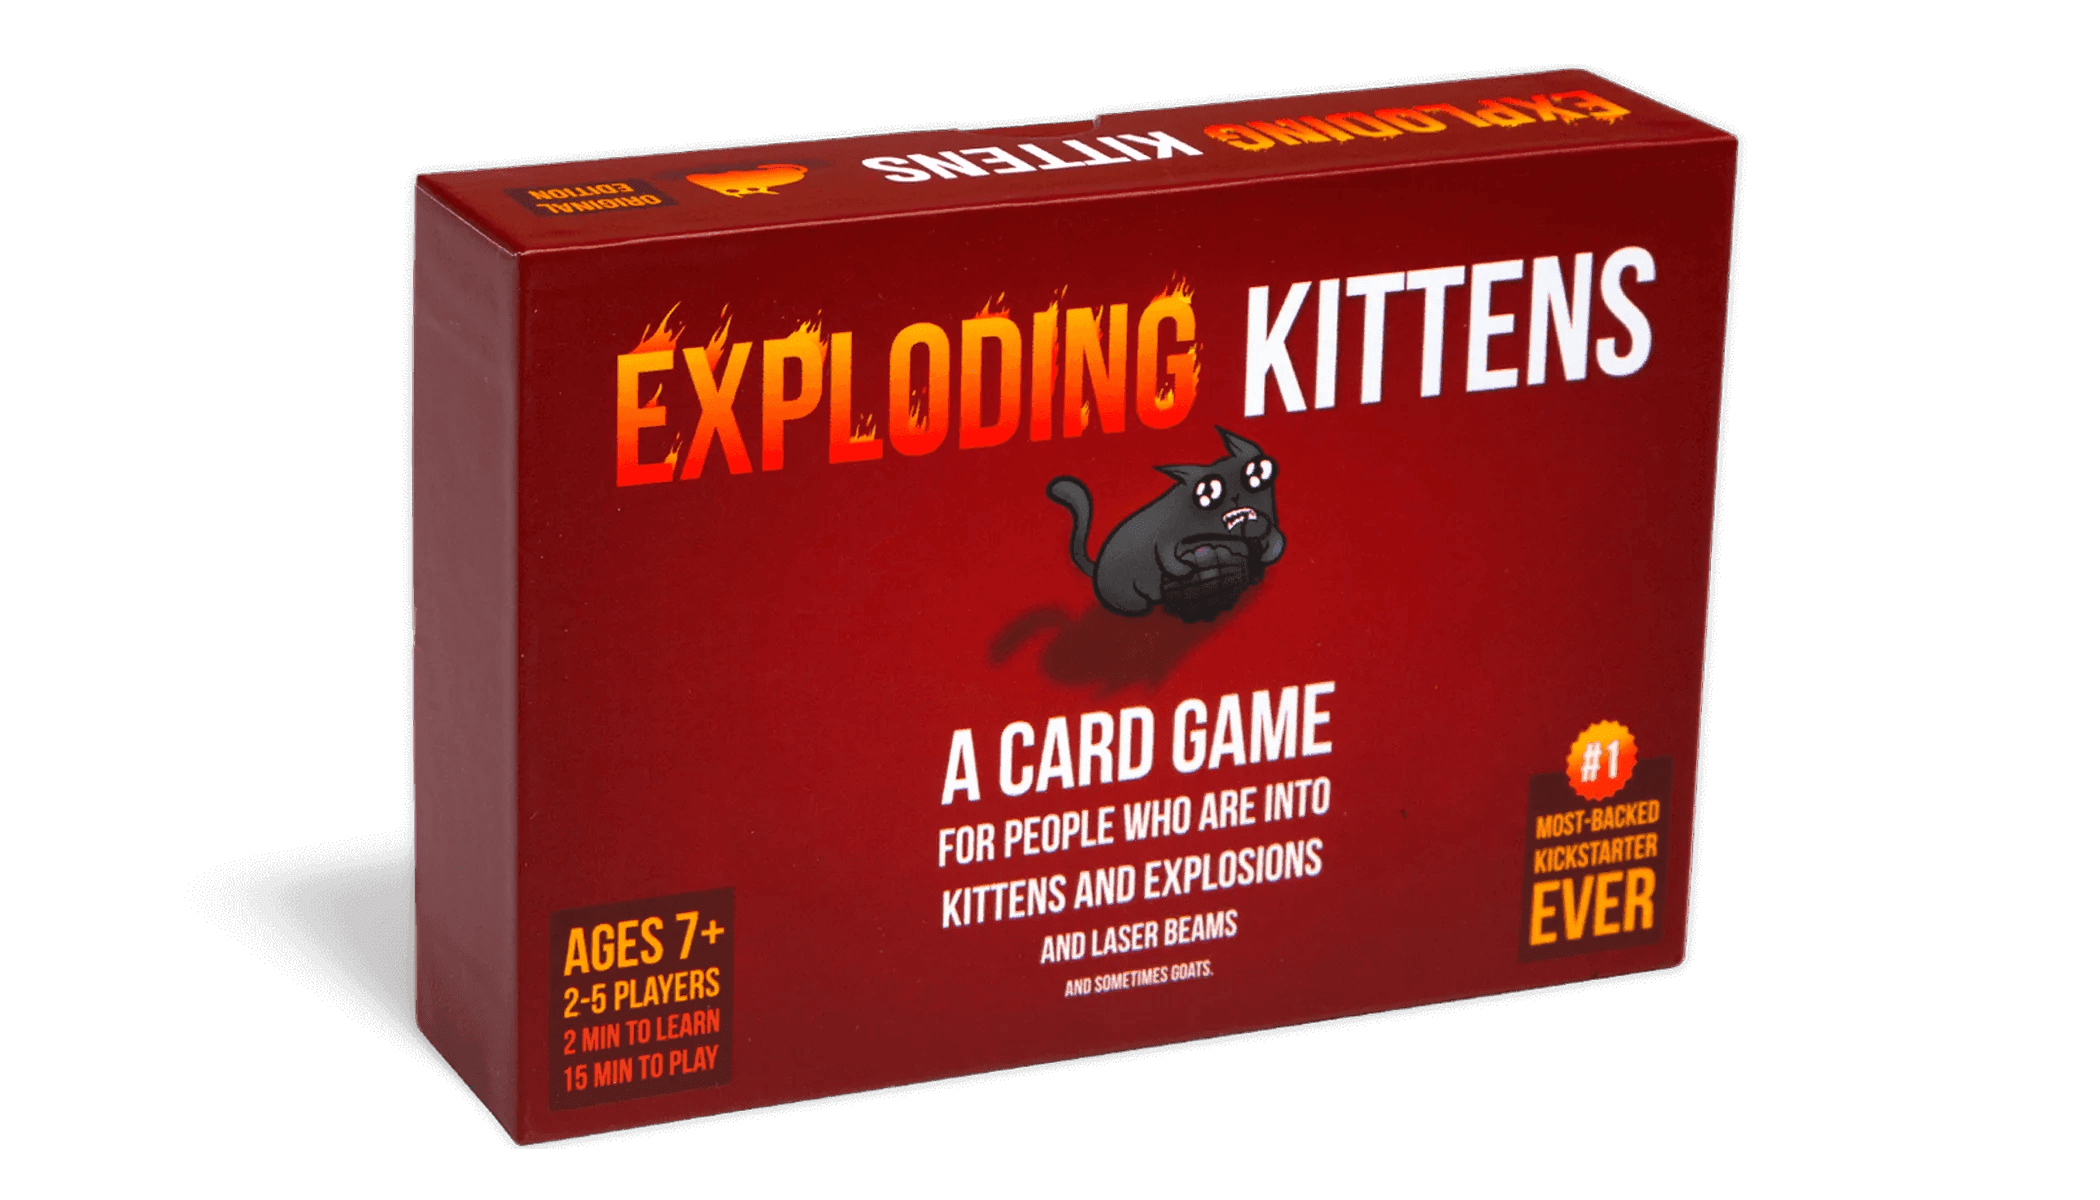 EXPLODING KITTENS
ORIGINAL
EDITION
EXPLODING KITTENS
A CARD GAME
FOR PEOPLE WHO ARE INTO
KITTENS AND EXPLOSIONS
AND LASER BEAMS
AND SOMETIMES GOATS.
AGES 7+
2-5 PLAYERS
2 MIN TO LEARN
15 MIN TO PLAY
#1
MOST-BACKED
KICKSTARTER
EVER